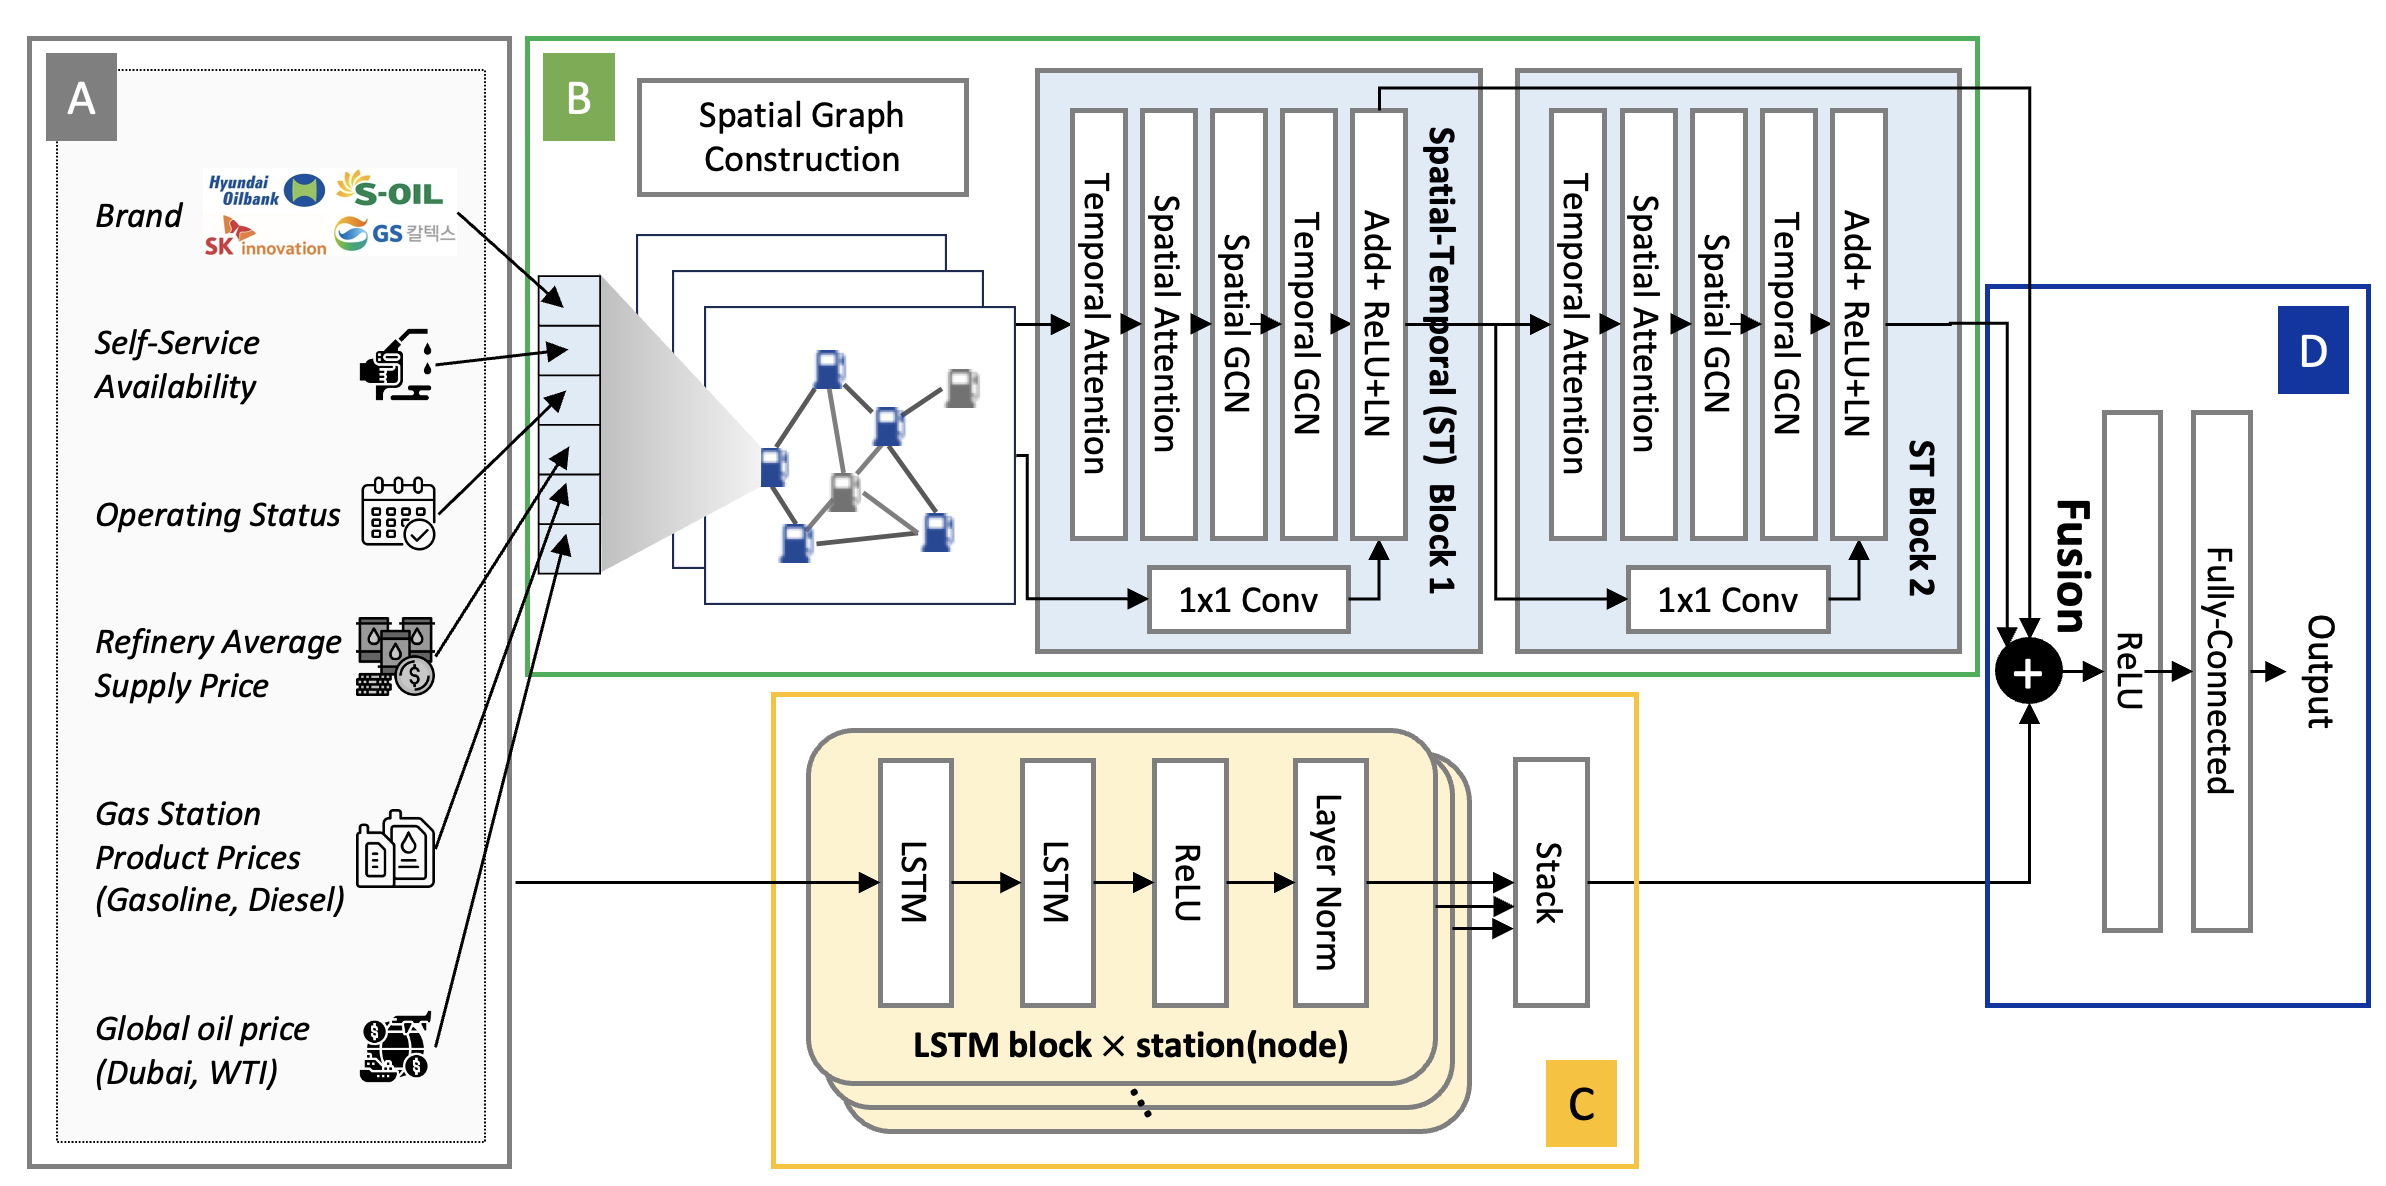 A
Brand
Hyundai
Oilbank
S-OIL
SK innovation
GS 칼텍스
Self-Service
Availability
Operating Status
Refinery Average
Supply Price
Gas Station
Product Prices
(Gasoline, Diesel)
Global oil price
(Dubai, WTI)
B
Spatial Graph
Construction
Temporal Attention
Spatial Attention
Spatial GCN
Temporal GCN
Add+ ReLU+LN
1x1 Conv
Spatial-Temporal (ST) Block 1
Temporal Attention
Spatial Attention
Spatial GCN
Temporal GCN
Add+ ReLU+LN
1x1 Conv
ST Block 2
C
LSTM
LSTM
ReLU
Layer Norm
LSTM block × station(node)
Stack
D
Fusion
+
ReLU
Fully-Connected
Output